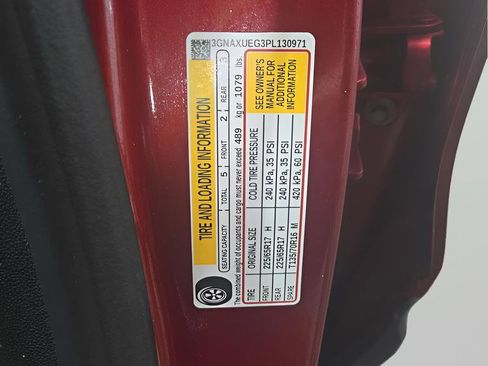 3GNAXUEG3PL130971
TIRE AND LOADING INFORMATION
SEATING CAPACITY TOTAL 5 FRONT 2 REAR 3
The combined weight of occupants and cargo must never exceed 489 kg or 1079 lbs.
TIRE ORIGINAL SIZE COLD TIRE PRESSURE
FRONT 225/65R17 H 240 kPa, 35 PSI
REAR 225/65R17 H 240 kPa, 35 PSI
SPARE T135/70R16 M 420 kPa, 60 PSI
SEE OWNER'S
MANUAL FOR
ADDITIONAL
INFORMATION